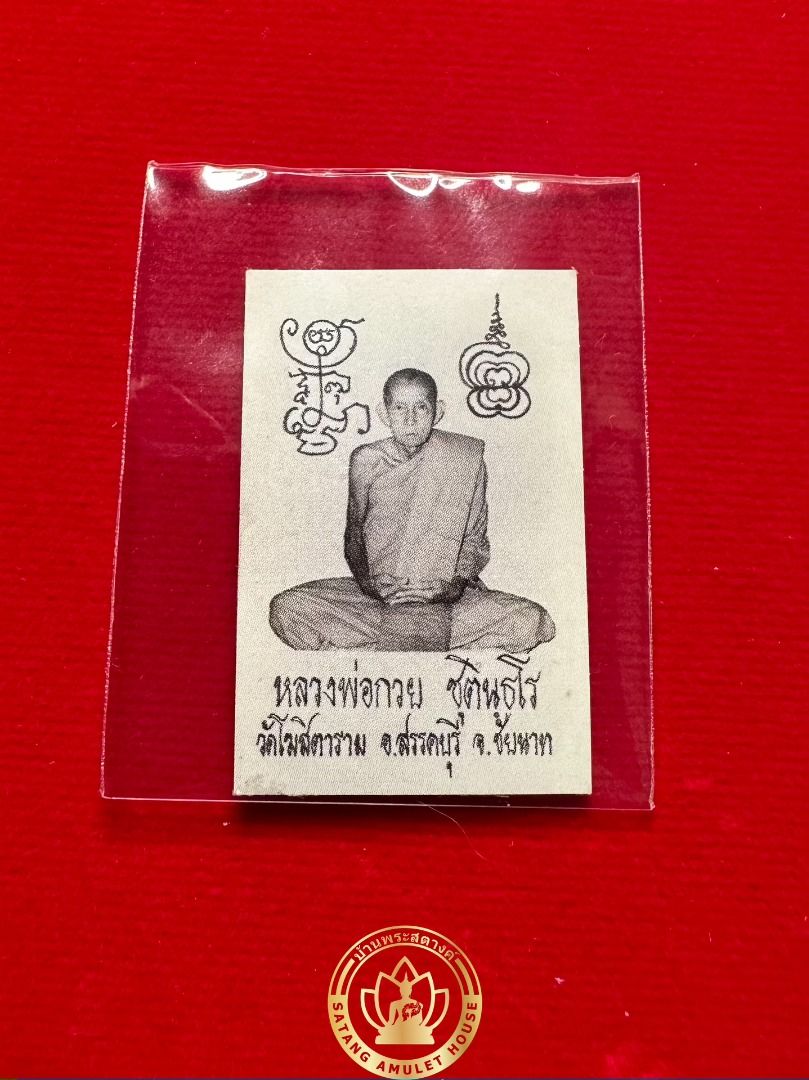 หลวงพ่อกวย ชุตินฺธโร
วัดโฆสิตาราม อ.สรรคบุรี จ.ชัยนาท
บ้านพระสตางค์
SATANG AMULET HOUSE